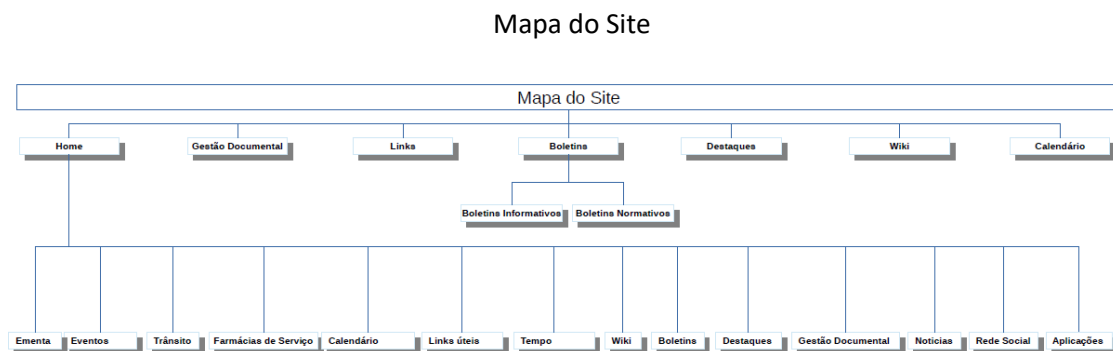 Mapa do Site
Mapa do Site
Home
Gestão Documental
Links
Boletins
Destaques
Wiki
Calendário
Boletins Informativos
Boletins Normativos
Ementa
Eventos
Trânsito
Farmácias de Serviço
Calendário
Links úteis
Tempo
Wiki
Boletins
Destaques
Gestão Documental
Noticias
Rede Social
Aplicações